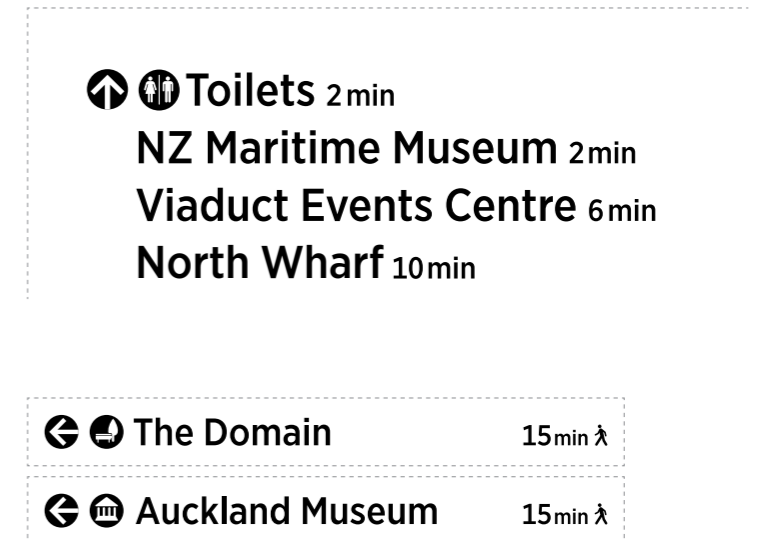 Toilets 2 min
NZ Maritime Museum 2 min
Viaduct Events Centre 6 min
North Wharf 10 min
The Domain 15 min
Auckland Museum 15 min